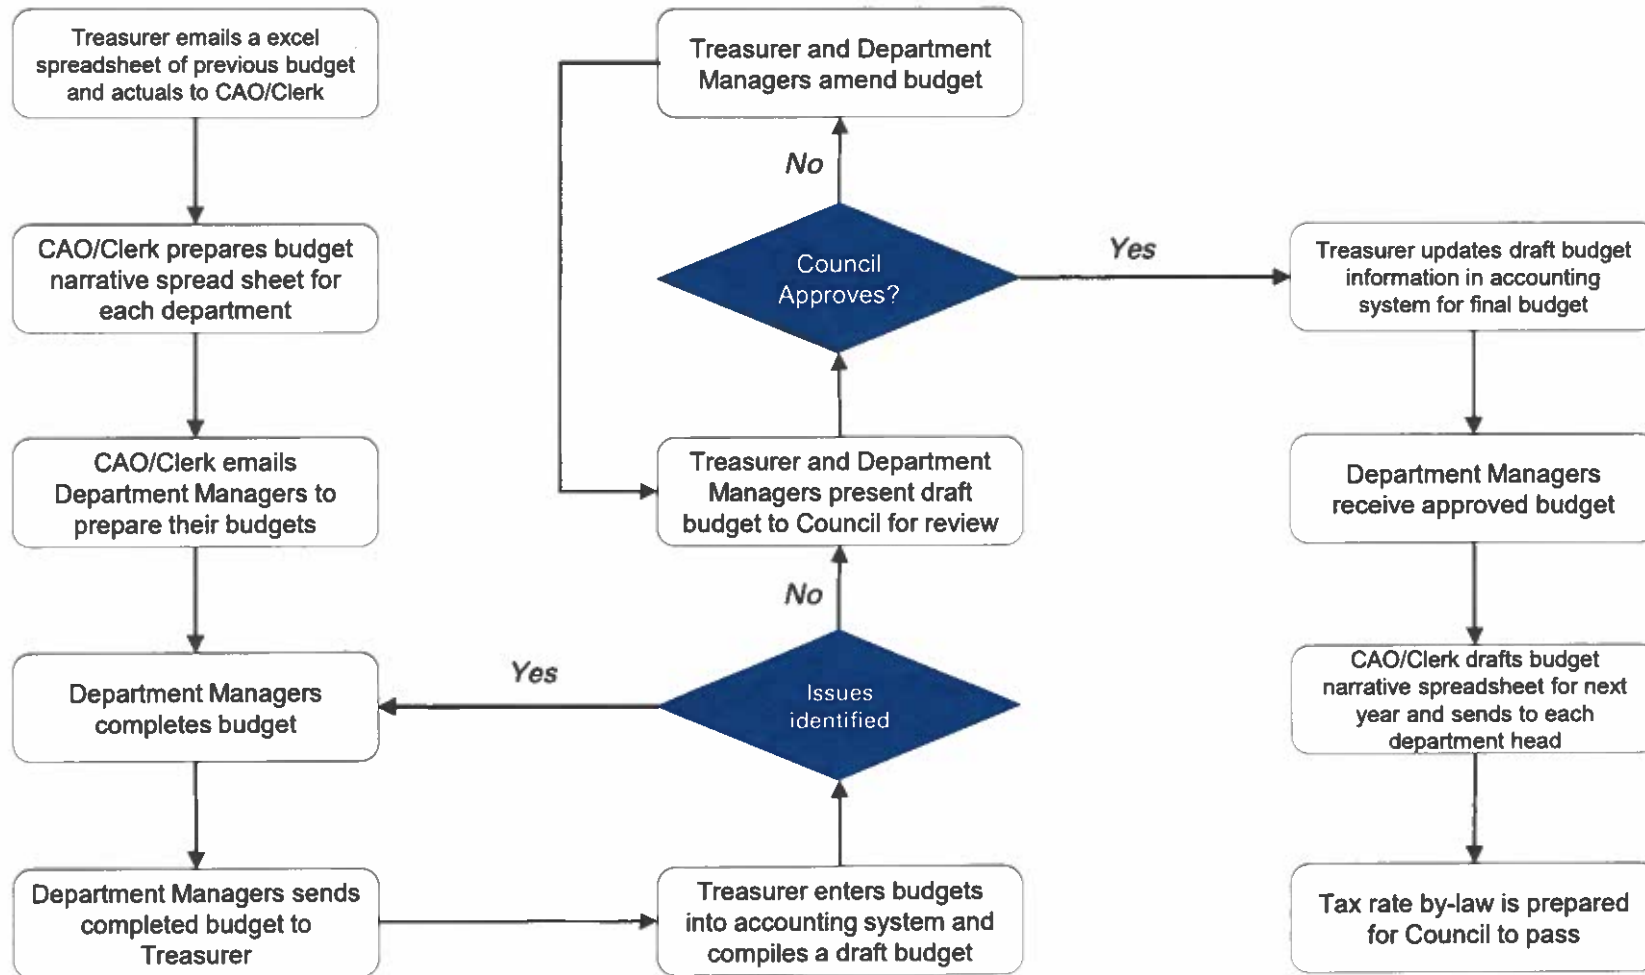 Treasurer emails a excel
spreadsheet of previous budget
and actuals to CAO/Clerk
CAO/Clerk prepares budget
narrative spread sheet for
each department
CAO/Clerk emails
Department Managers to
prepare their budgets
Department Managers
completes budget
Department Managers sends
completed budget to
Treasurer
Treasurer enters budgets
into accounting system and
compiles a draft budget
Issues
identified
Yes
No
Treasurer and Department
Managers present draft
budget to Council for review
Council
Approves?
No
Treasurer and Department
Managers amend budget
Yes
Treasurer updates draft budget
information in accounting
system for final budget
Department Managers
receive approved budget
CAO/Clerk drafts budget
narrative spreadsheet for next
year and sends to each
department head
Tax rate by-law is prepared
for Council to pass